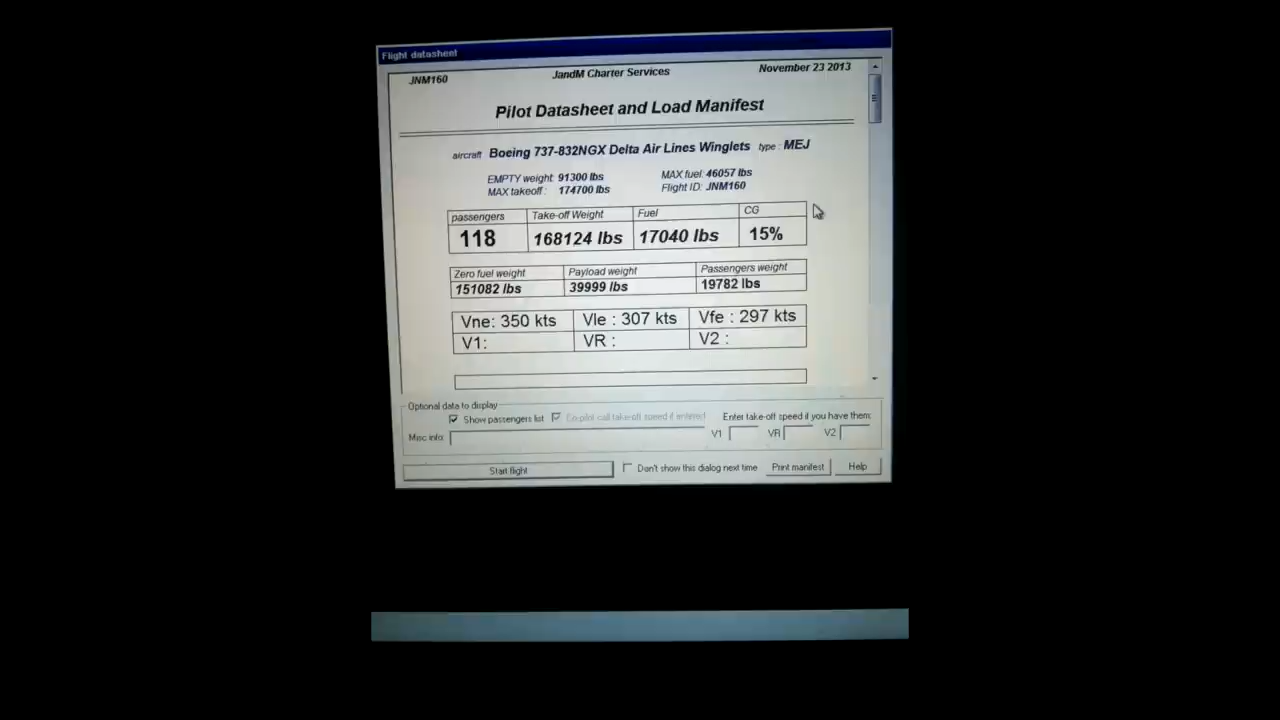 Flight datasheet
JNM160 JandM Charter Services November 23 2013
Pilot Datasheet and Load Manifest
aircraft Boeing 737-832NGX Delta Air Lines Winglets type : MEJ
EMPTY weight: 91300 lbs MAX fuel: 46057 lbs
MAX takeoff : 174700 lbs Flight ID: JNM160
passengers Take-off Weight Fuel CG
118 168124 lbs 17040 lbs 15%
Zero fuel weight Payload weight Passengers weight
151082 lbs 39999 lbs 19782 lbs
Vne: 350 kts Vle : 307 kts Vfe : 297 kts
V1: VR : V2 :
Optional data to display
Show passengers list Co-pilot call take-off speed if entered Enter take-off speed if you have them:
Misc info: V1 VR V2
Start flight Don't show this dialog next time Print manifest Help